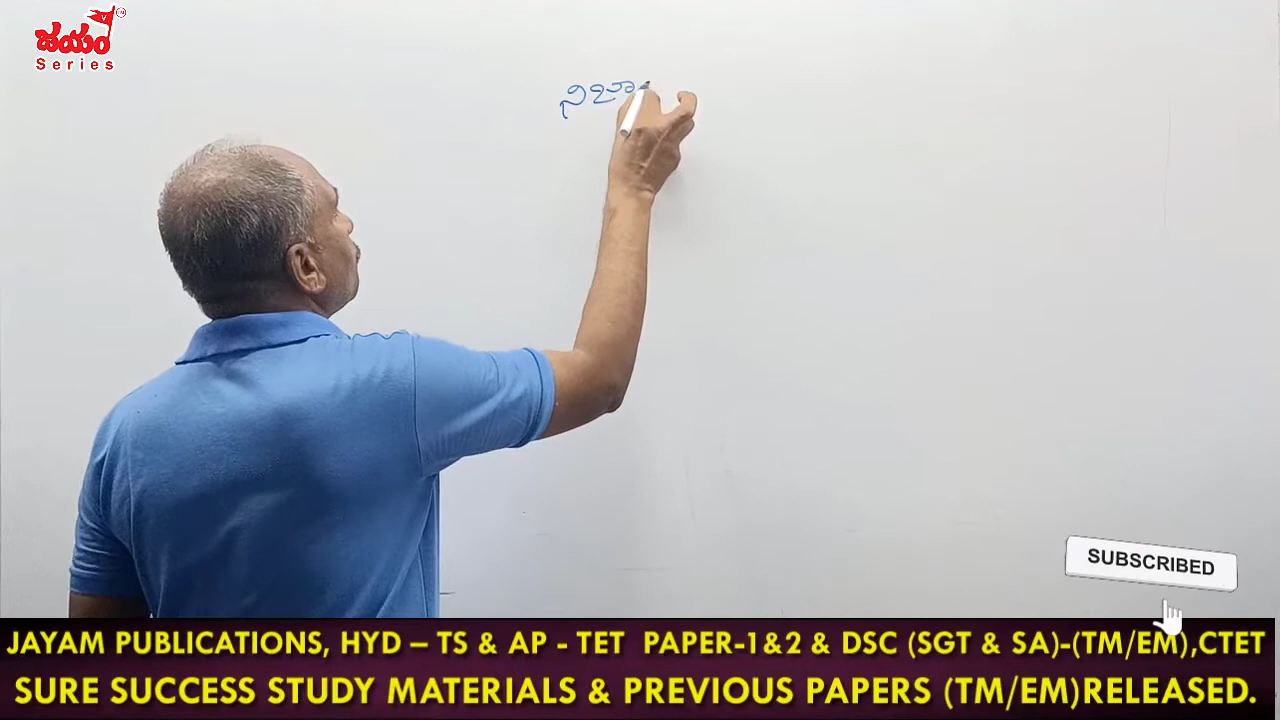 జయం
Series
నిజా
SUBSCRIBED
JAYAM PUBLICATIONS, HYD – TS & AP - TET PAPER-1&2 & DSC (SGT & SA)-(TM/EM),CTET
SURE SUCCESS STUDY MATERIALS & PREVIOUS PAPERS (TM/EM)RELEASED.